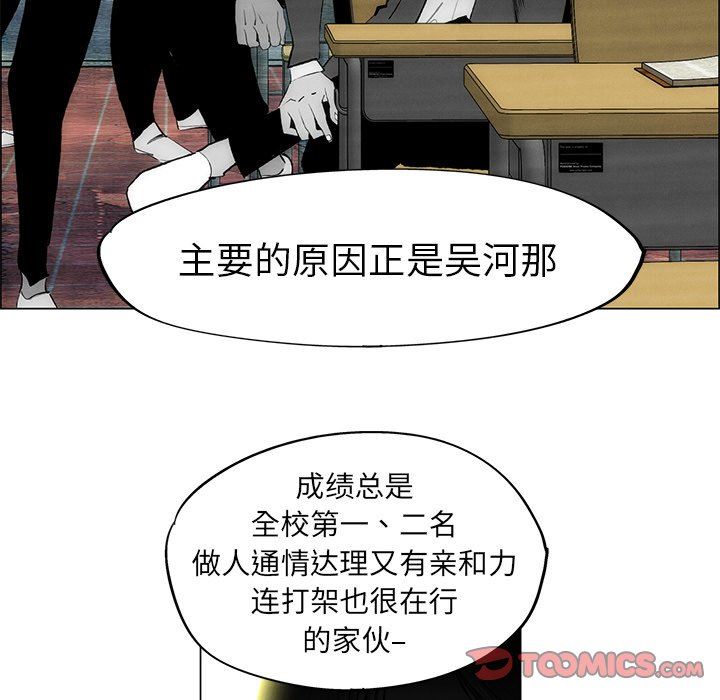 主要的原因正是吴河那
成绩总是
全校第一、二名
做人通情达理又有亲和力
连打架也很在行
的家伙–
TOOMICS.COM